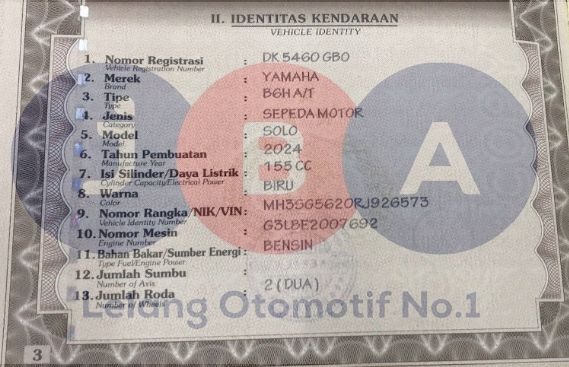 II. IDENTITAS KENDARAAN
VEHICLE IDENTITY
1. Nomor Registrasi : DK 5460 GBO
Vehicle Registration Number
2. Merek : YAMAHA
Brand
3. Tipe : B6H A/T
Type
4. Jenis : SEPEDA MOTOR
Category
5. Model : SOLO
Model
6. Tahun Pembuatan : 2024
Manufacture Year
7. Isi Silinder/Daya Listrik : 155 CC
Cylinder Capacity/Electrical Power
8. Warna : BIRU
Color
9. Nomor Rangka/NIK/VIN : MH3SG5620RJ926573
Vehicle Identity Number
10. Nomor Mesin : G3L8E2007692
Engine Number
11. Bahan Bakar/Sumber Energi : BENSIN
Type Fuel/Engine Power
12. Jumlah Sumbu : 2 (DUA)
Number of Axis
13. Jumlah Roda :
Number of Wheels
J B A
Lelang Otomotif No.1
3